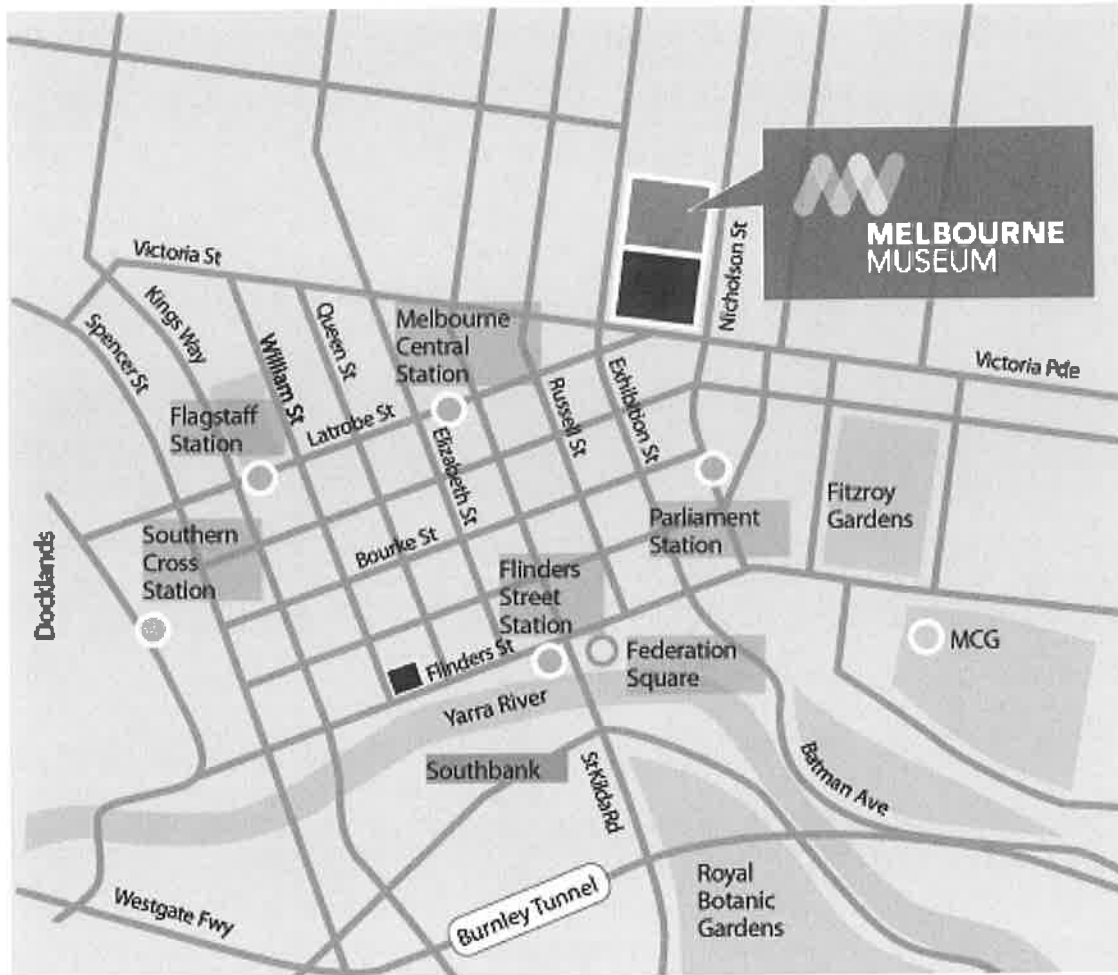 MELBOURNE
MUSEUM
Nicholson St
Victoria St
Kings Way
Spencer St
William St
Queen St
Melbourne
Central
Station
Victoria Pde
Latrobe St
Flagstaff
Station
Elizabeth St
Russell St
Exhibition St
Fitzroy
Gardens
Parliament
Station
Southern
Cross
Station
Docklands
Bourke St
Flinders
Street
Station
Flinders St
Federation
Square
MCG
Yarra River
Southbank
St Kilda Rd
Batman Ave
Royal
Botanic
Gardens
Burnley Tunnel
Westgate Fwy